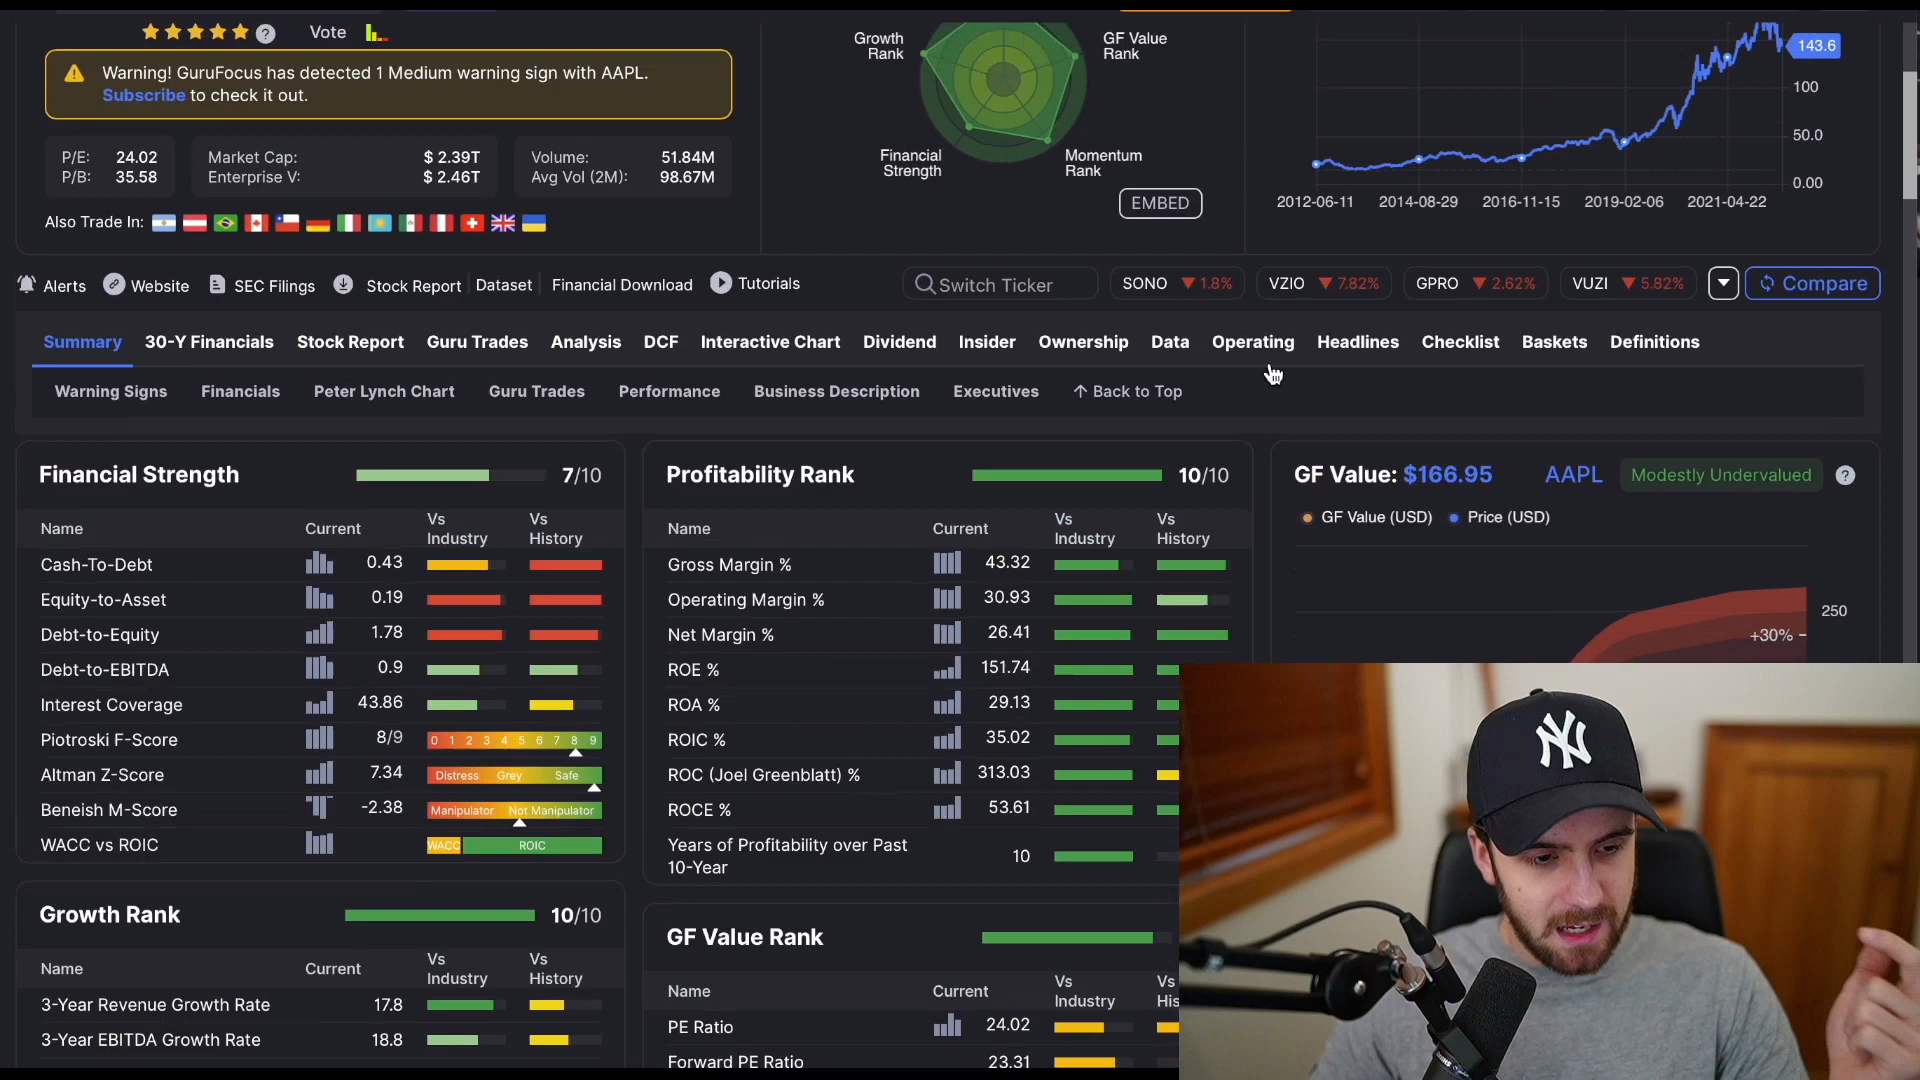 Vote
Growth
Rank
GF Value
Rank
Financial
Strength
Momentum
Rank
EMBED
143.6
100
50.0
0.00
2012-06-11 2014-08-29 2016-11-15 2019-02-06 2021-04-22
Warning! GuruFocus has detected 1 Medium warning sign with AAPL.
Subscribe to check it out.
P/E: 24.02
P/B: 35.58
Market Cap: $ 2.39T
Enterprise V: $ 2.46T
Volume: 51.84M
Avg Vol (2M): 98.67M
Also Trade In:
Alerts Website SEC Filings Stock Report Dataset Financial Download Tutorials
Switch Ticker SONO 1.8% VZIO 7.82% GPRO 2.62% VUZI 5.82% Compare
Summary 30-Y Financials Stock Report Guru Trades Analysis DCF Interactive Chart Dividend Insider Ownership Data Operating Headlines Checklist Baskets Definitions
Warning Signs Financials Peter Lynch Chart Guru Trades Performance Business Description Executives ↑ Back to Top
Financial Strength 7/10
Name Current Vs Industry Vs History
Cash-To-Debt 0.43
Equity-to-Asset 0.19
Debt-to-Equity 1.78
Debt-to-EBITDA 0.9
Interest Coverage 43.86
Piotroski F-Score 8/9 0 1 2 3 4 5 6 7 8 9
Altman Z-Score 7.34 Distress Grey Safe
Beneish M-Score -2.38 Manipulator Not Manipulator
WACC vs ROIC WACC ROIC
Growth Rank 10/10
Name Current Vs Industry Vs History
3-Year Revenue Growth Rate 17.8
3-Year EBITDA Growth Rate 18.8
Profitability Rank 10/10
Name Current Vs Industry Vs History
Gross Margin % 43.32
Operating Margin % 30.93
Net Margin % 26.41
ROE % 151.74
ROA % 29.13
ROIC % 35.02
ROC (Joel Greenblatt) % 313.03
ROCE % 53.61
Years of Profitability over Past
10-Year 10
GF Value Rank
Name Current Vs Industry Vs His
PE Ratio 24.02
Forward PE Ratio 23.31
GF Value: $166.95 AAPL Modestly Undervalued
GF Value (USD) Price (USD)
250
+30%
NY